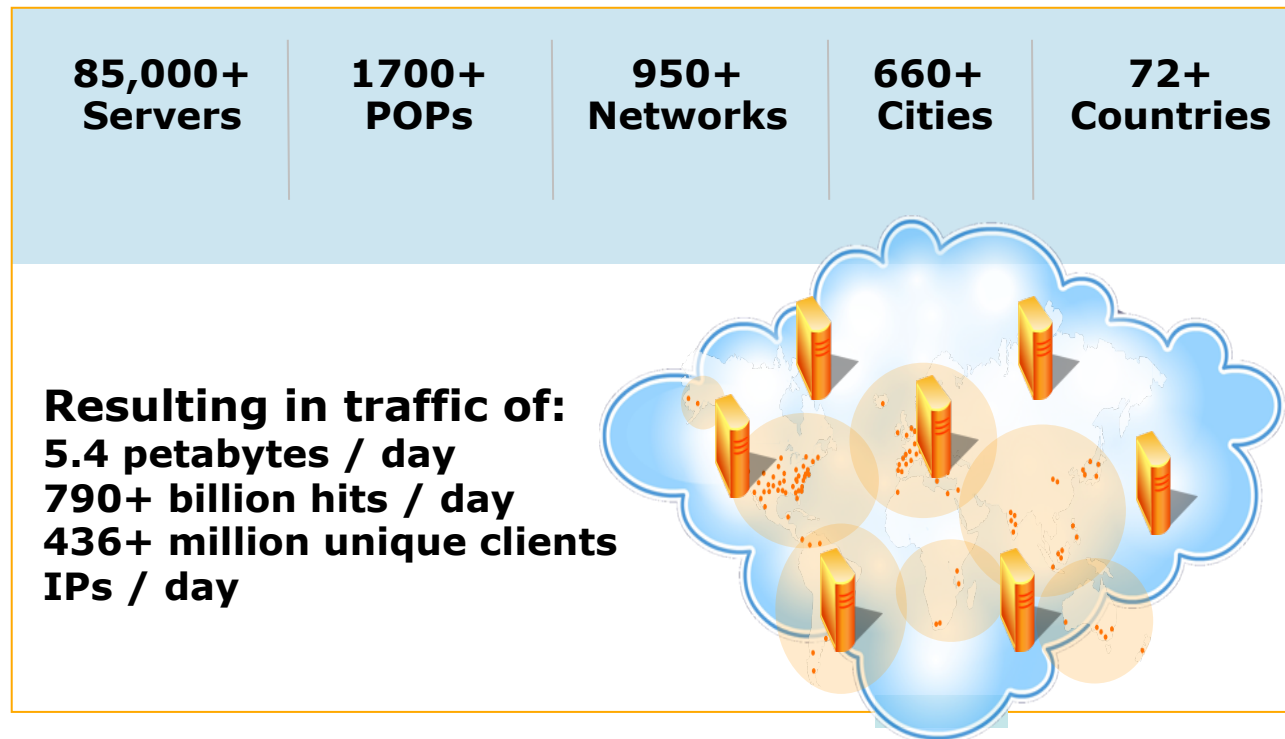 85,000+
Servers
1700+
POPs
950+
Networks
660+
Cities
72+
Countries
Resulting in traffic of:
5.4 petabytes / day
790+ billion hits / day
436+ million unique clients
IPs / day